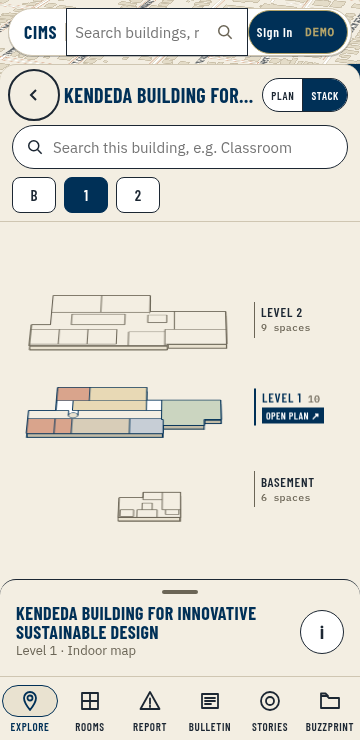 CIMS
Search buildings, r
Sign In DEMO
KENDEDA BUILDING FOR...
PLAN STACK
Search this building, e.g. Classroom
B 1 2
LEVEL 2
9 spaces
LEVEL 1 10
OPEN PLAN ↗
BASEMENT
6 spaces
KENDEDA BUILDING FOR INNOVATIVE
SUSTAINABLE DESIGN
Level 1 · Indoor map
i
EXPLORE ROOMS REPORT BULLETIN STORIES BUZZPRINT